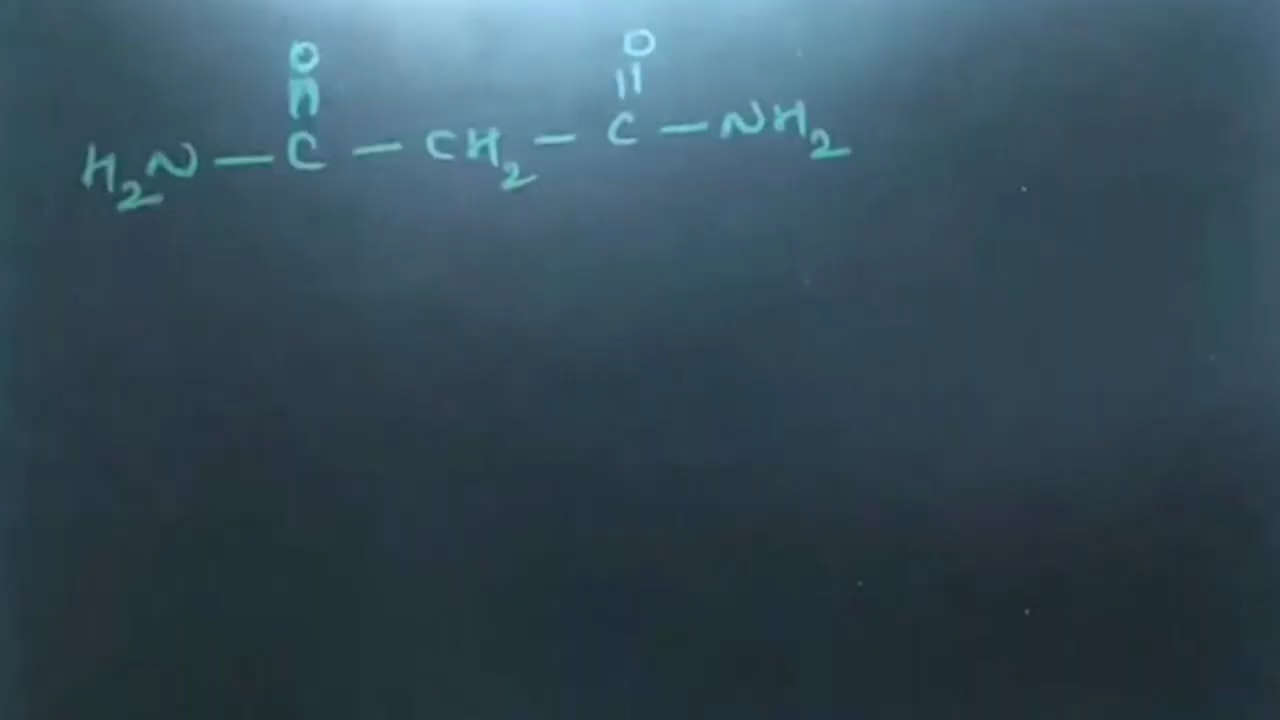 O O
|| ||
H₂N — C — CH₂ — C — NH₂